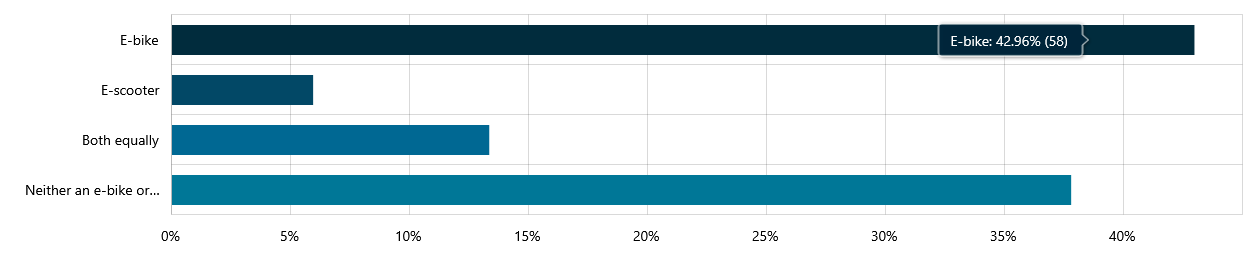 E-bike
E-bike: 42.96% (58)
E-scooter
Both equally
Neither an e-bike or...
0%
5%
10%
15%
20%
25%
30%
35%
40%